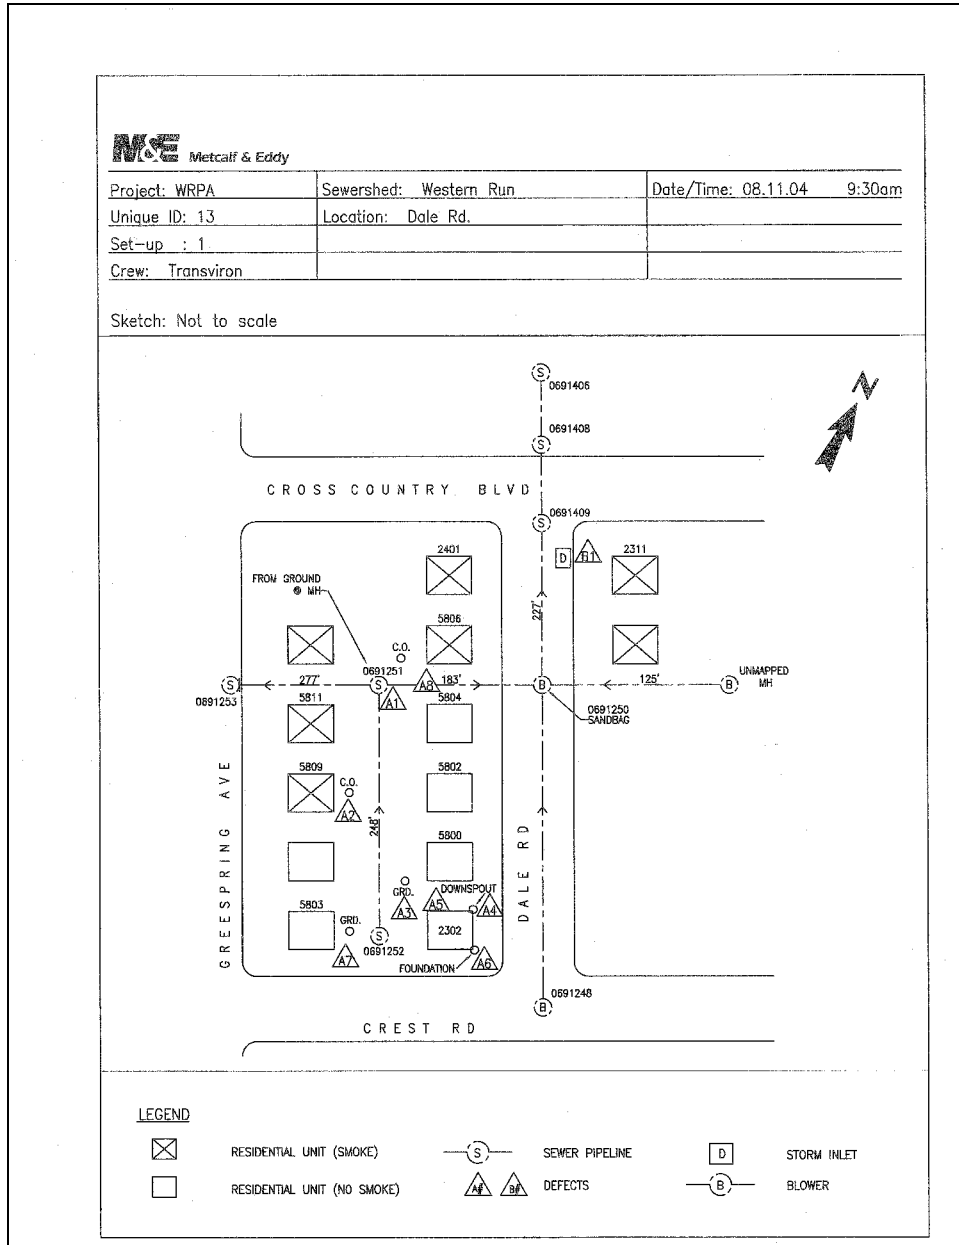 M&E Metcalf & Eddy
Project: WRPA Sewershed: Western Run Date/Time: 08.11.04 9:30am
Unique ID: 13 Location: Dale Rd.
Set-up : 1
Crew: Transviron
Sketch: Not to scale
N
S 0691406
0691408
S
CROSS COUNTRY BLVD
0691409
S
2401 D B1 2311
FROM GROUND
MH
5806
C.O.
0691251
S 277' S A8 183' B 125' B UNMAPPED
MH
0691253 A1 5804 0691250
SANDBAG
5811
227'
5809 5802
C.O.
A2
248'
5800
GRD. DOWNSPOUT
A3 A5 A4
5803 GRD. S 2302
A7 0691252 A6
FOUNDATION
GREESPRING AVE
DALE RD
0691248
B
CREST RD
LEGEND
RESIDENTIAL UNIT (SMOKE) S SEWER PIPELINE D STORM INLET
RESIDENTIAL UNIT (NO SMOKE) A# B# DEFECTS B BLOWER